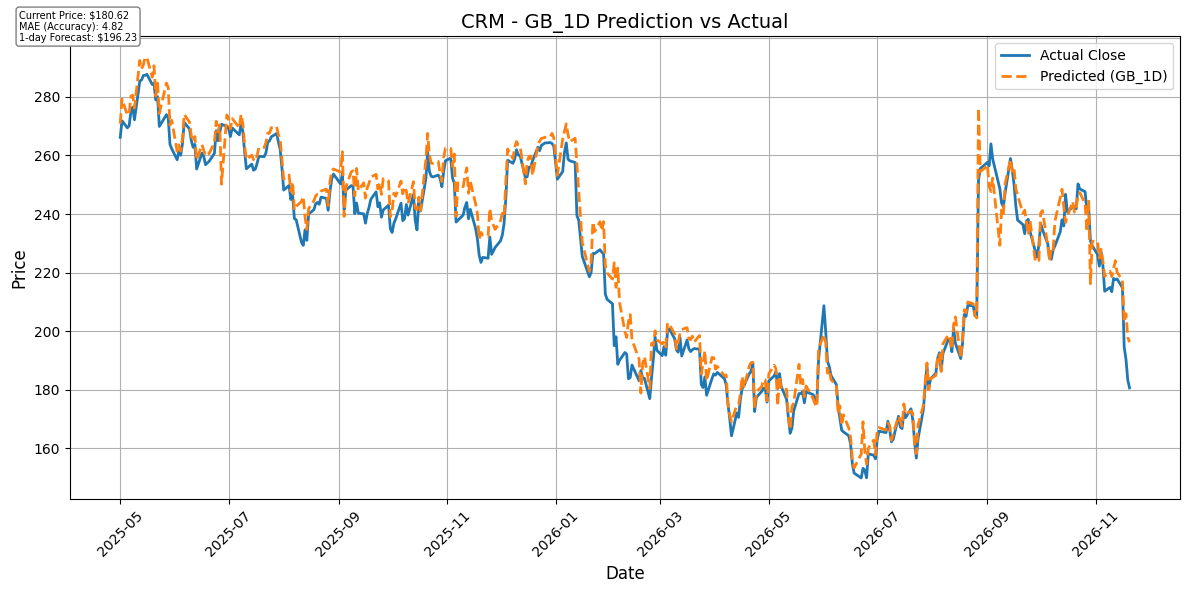 Current Price: $180.62
MAE (Accuracy): 4.82
1-day Forecast: $196.23
CRM - GB_1D Prediction vs Actual
Actual Close
Predicted (GB_1D)
Price
280
260
240
220
200
180
160
2025-05
2025-07
2025-09
2025-11
2026-01
2026-03
2026-05
2026-07
2026-09
2026-11
Date